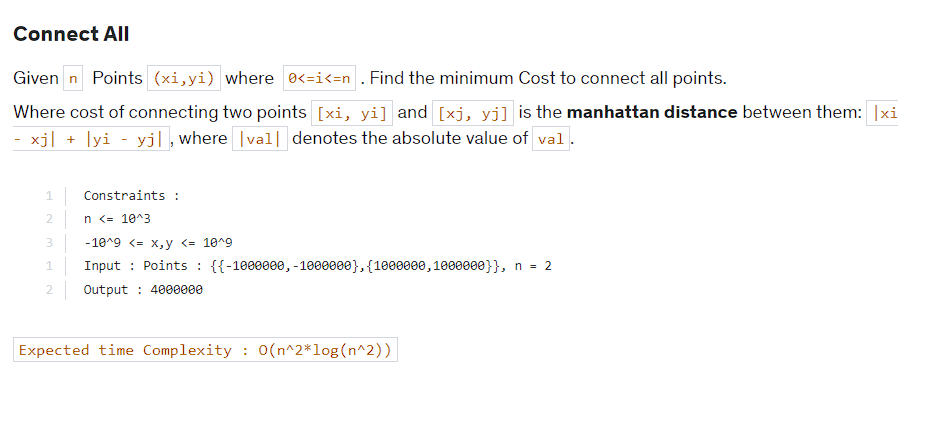 Connect All
Given n Points (xi,yi) where 0<=i<=n . Find the minimum Cost to connect all points.
Where cost of connecting two points [xi, yi] and [xj, yj] is the manhattan distance between them: |xi
- xj| + |yi - yj| , where |val| denotes the absolute value of val .
1 Constraints :
2 n <= 10^3
3 -10^9 <= x,y <= 10^9
1 Input : Points : {{-1000000,-1000000},{1000000,1000000}}, n = 2
2 Output : 4000000
Expected time Complexity : O(n^2*log(n^2))